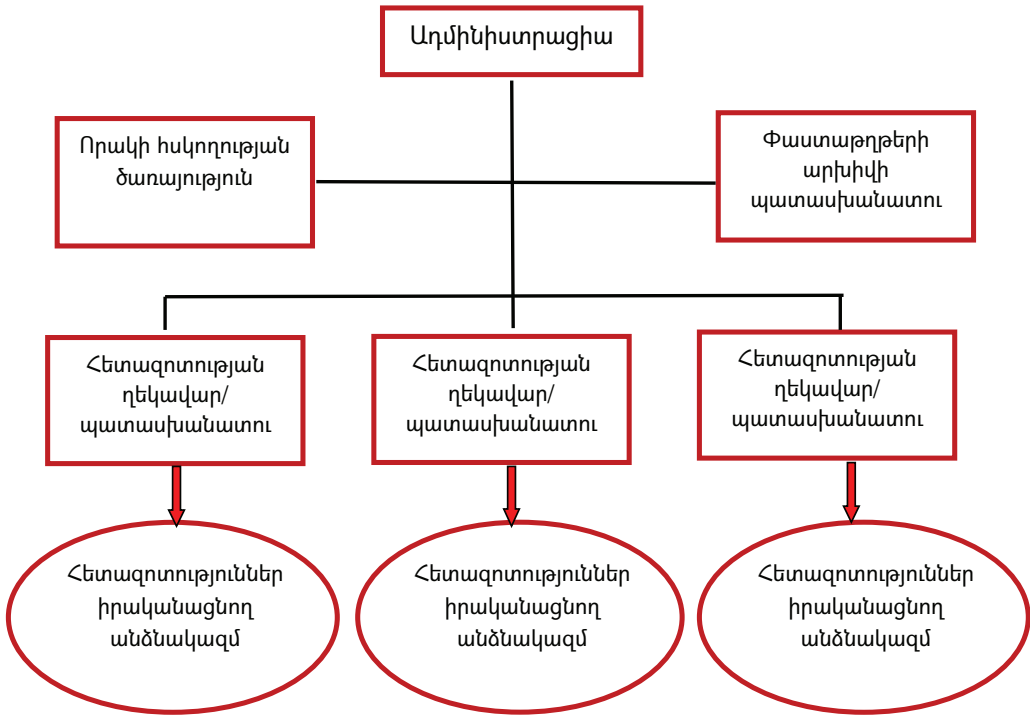 Ադմինիստրացիա
Որակի հսկողության
ծառայություն
Փաստաթղթերի
արխիվի
պատասխանատու
Հետազոտության
ղեկավար/
պատասխանատու
Հետազոտության
ղեկավար/
պատասխանատու
Հետազոտության
ղեկավար/
պատասխանատու
Հետազոտություններ
իրականացնող
անձնակազմ
Հետազոտություններ
իրականացնող
անձնակազմ
Հետազոտություններ
իրականացնող
անձնակազմ